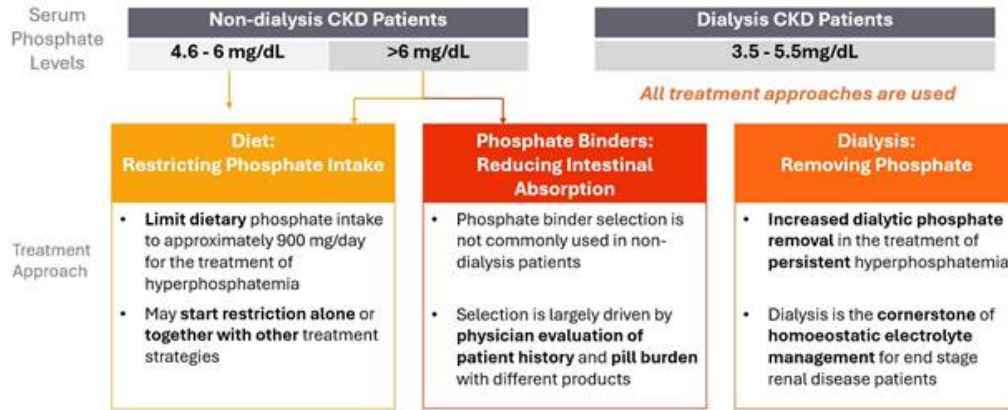 Serum
Phosphate
Levels
Non-dialysis CKD Patients
4.6 - 6 mg/dL
>6 mg/dL
Dialysis CKD Patients
3.5 - 5.5mg/dL
All treatment approaches are used
Treatment
Approach
Diet:
Restricting Phosphate Intake
• Limit dietary phosphate intake
to approximately 900 mg/day
for the treatment of
hyperphosphatemia
• May start restriction alone or
together with other treatment
strategies
Phosphate Binders:
Reducing Intestinal
Absorption
• Phosphate binder selection is
not commonly used in non-
dialysis patients
• Selection is largely driven by
physician evaluation of
patient history and pill burden
with different products
Dialysis:
Removing Phosphate
• Increased dialytic phosphate
removal in the treatment of
persistent hyperphosphatemia
• Dialysis is the cornerstone of
homoeostatic electrolyte
management for end stage
renal disease patients